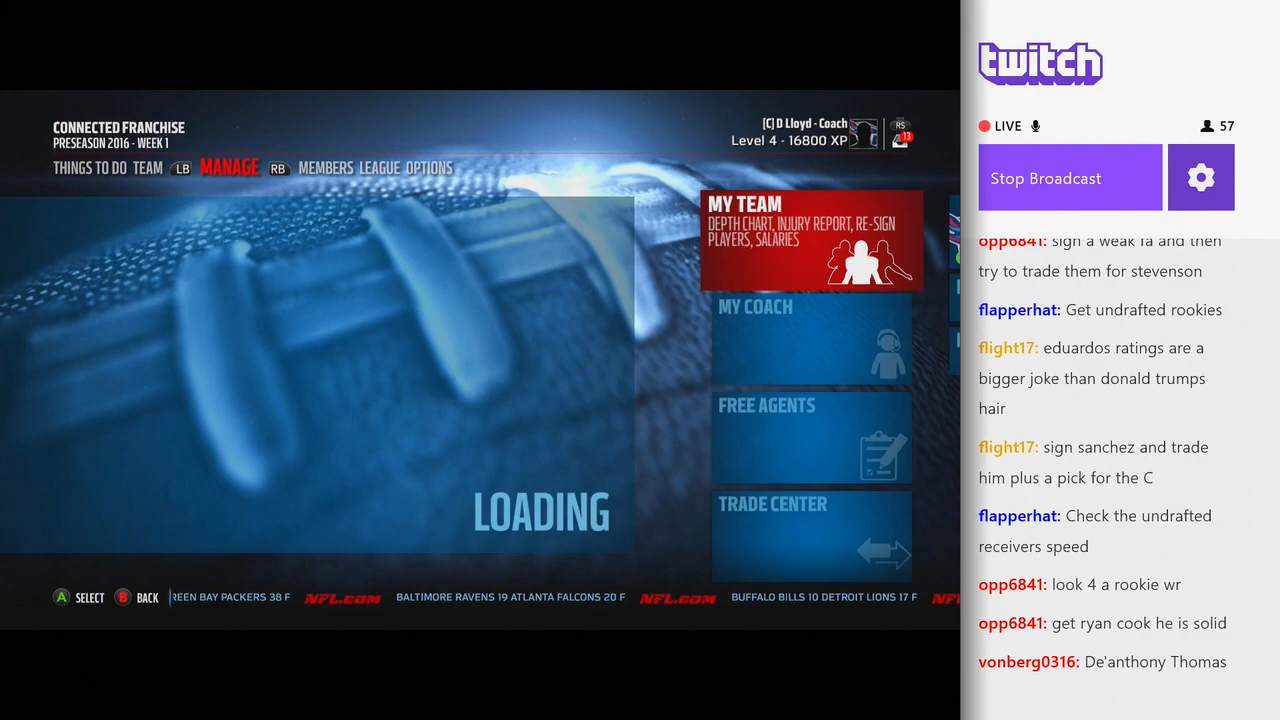 CONNECTED FRANCHISE
PRESEASON 2016 - WEEK 1
THINGS TO DO TEAM LB MANAGE RB MEMBERS LEAGUE OPTIONS
[C] D Lloyd - Coach
Level 4 - 16800 XP
RS
13
MY TEAM
DEPTH CHART, INJURY REPORT, RE-SIGN
PLAYERS, SALARIES
MY COACH
FREE AGENTS
TRADE CENTER
LOADING
A SELECT B BACK
REEN BAY PACKERS 38 F NFL.COM BALTIMORE RAVENS 19 ATLANTA FALCONS 20 F NFL.COM BUFFALO BILLS 10 DETROIT LIONS 17 F
twitch
LIVE 57
Stop Broadcast
opp6841: sign a weak fa and then
try to trade them for stevenson
flapperhat: Get undrafted rookies
flight17: eduardos ratings are a
bigger joke than donald trumps
hair
flight17: sign sanchez and trade
him plus a pick for the C
flapperhat: Check the undrafted
receivers speed
opp6841: look 4 a rookie wr
opp6841: get ryan cook he is solid
vonberg0316: De'anthony Thomas